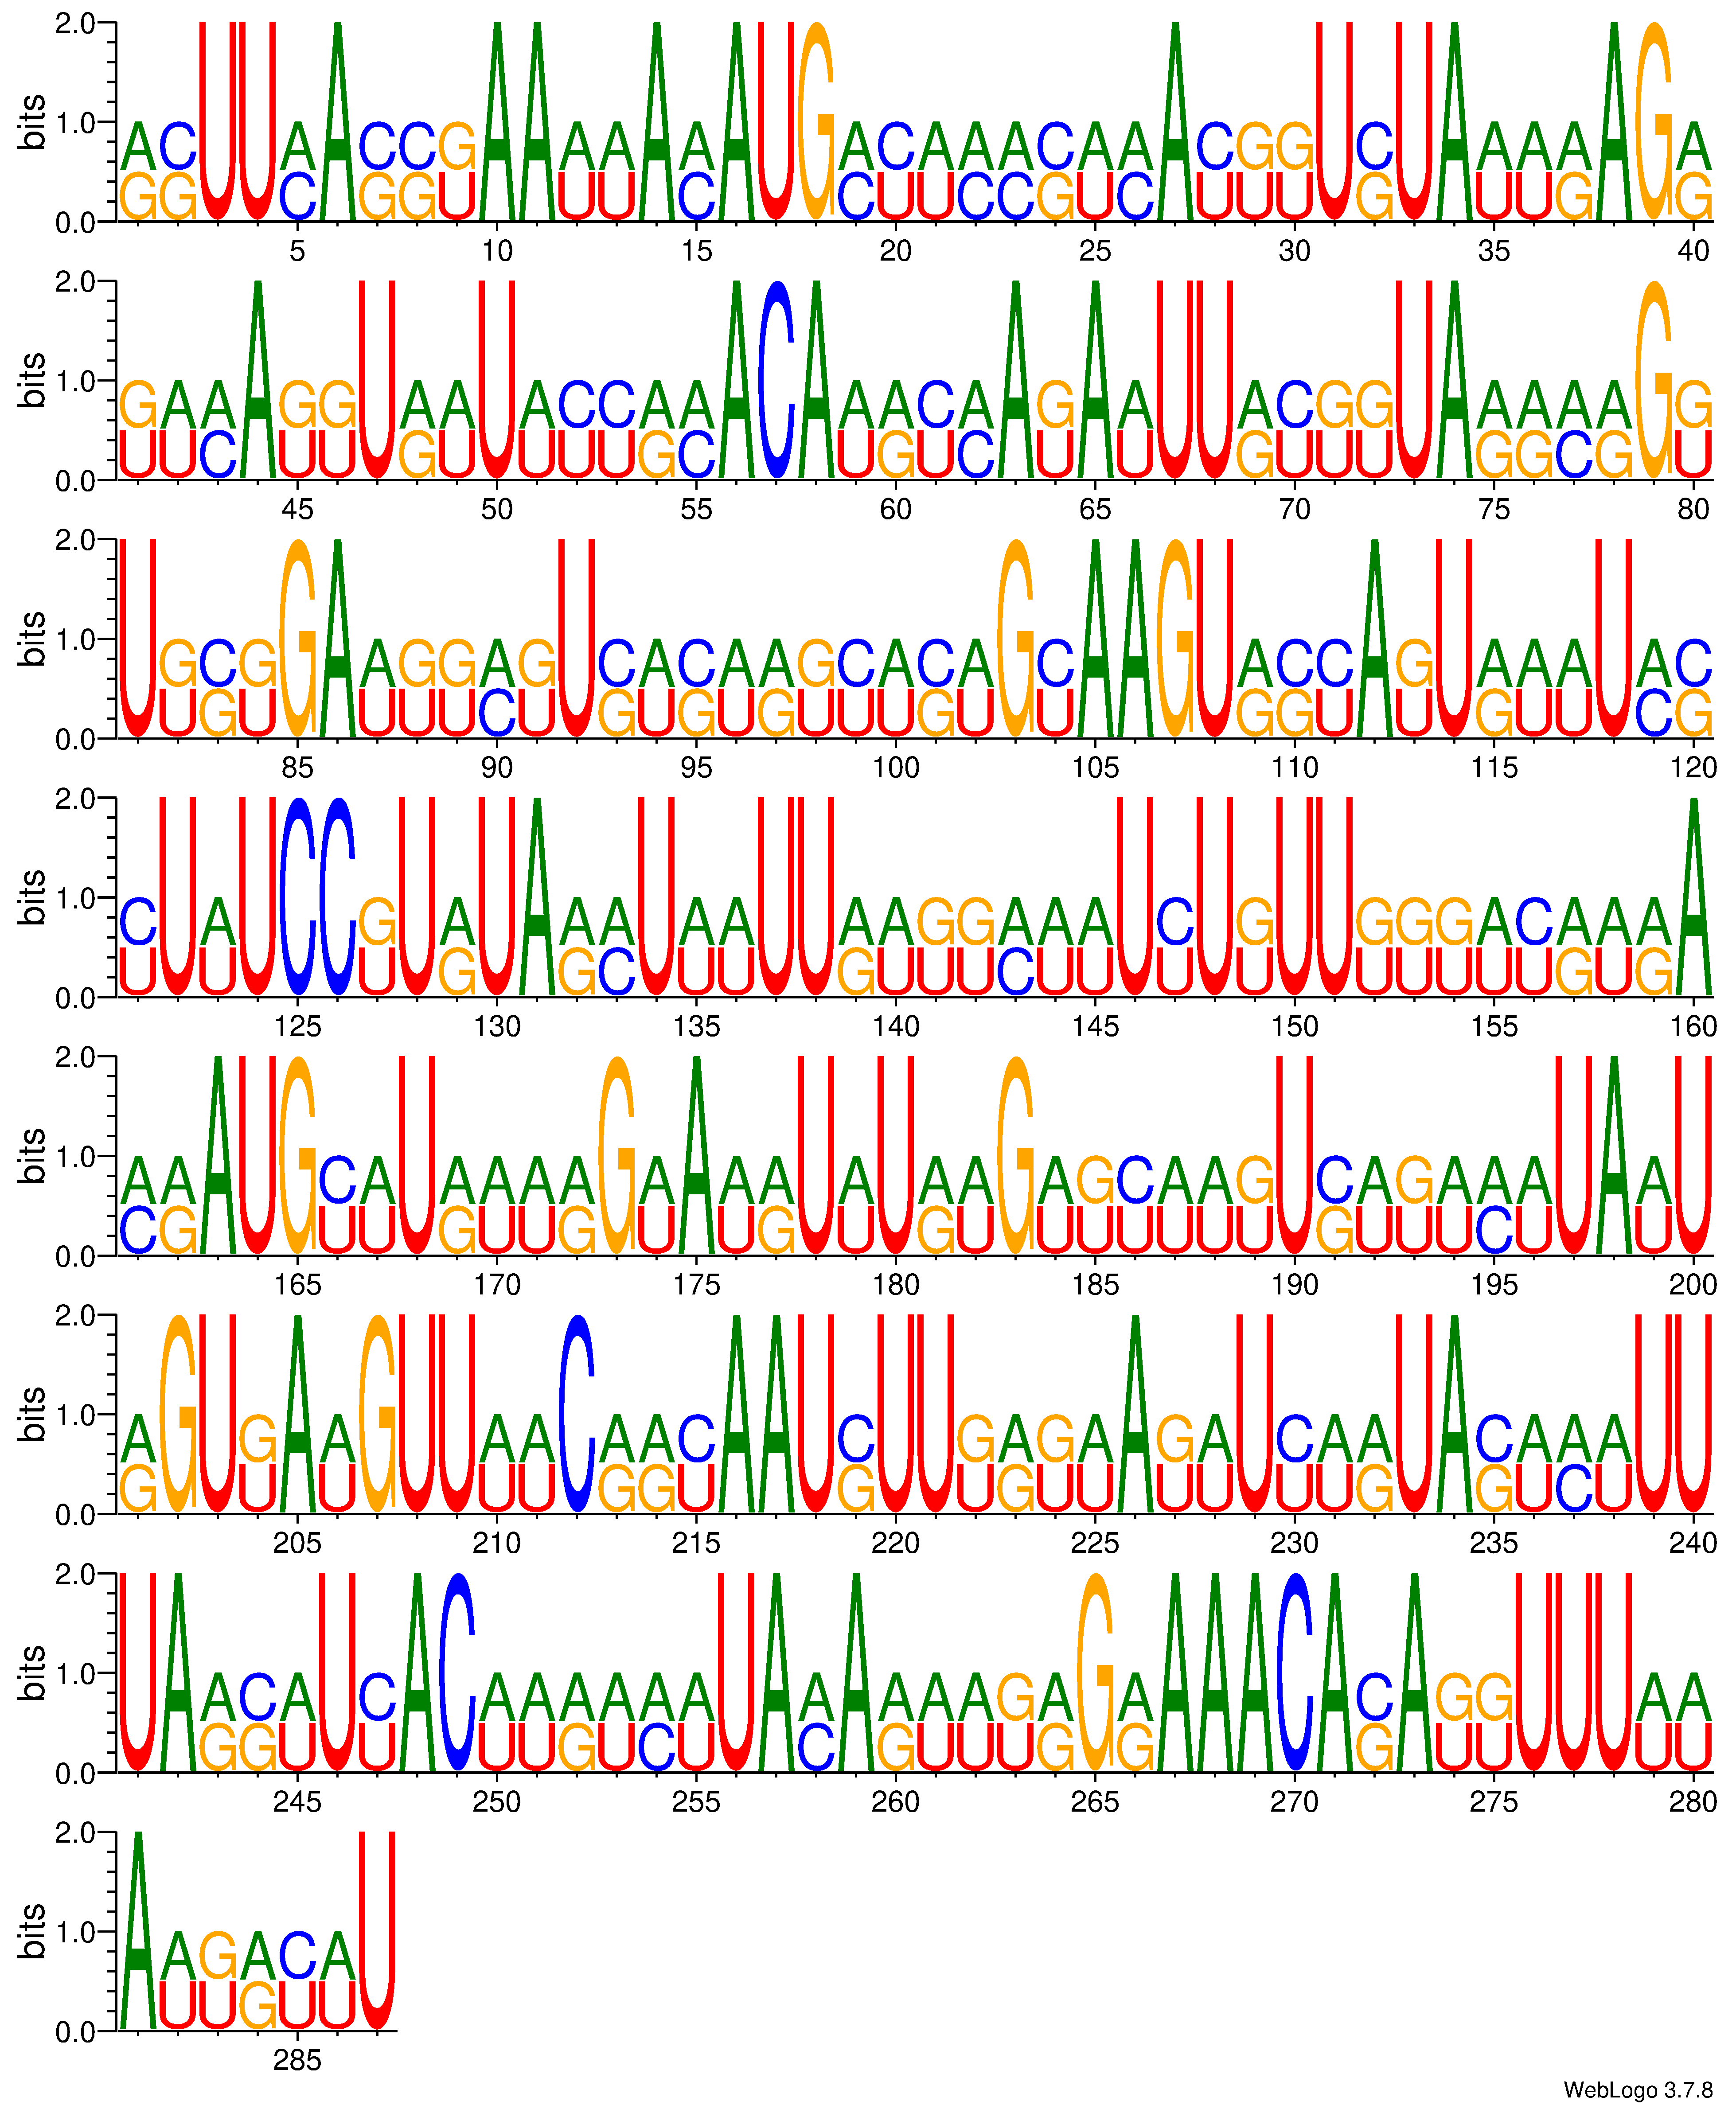 bits
2.0
1.0
0.0
A C U U A A C C G A A A A A A A U G A C A A A C A A A C G G U C U A A A A A G A
G G C G G U U U C C U U C C G U C U U U G U U G G
5 10 15 20 25 30 35 40
bits
2.0
1.0
0.0
G A A A G G U A A U A C C A A A C A A A C A A G A A U U A C G G U A A A A A G G
U U C U U G U U U U G C U G U C U U G U U U G G C G U
45 50 55 60 65 70 75 80
bits
2.0
1.0
0.0
U G C G G A A G G A G U C A C A A G C A C A G C A A G U A C C A G U A A A U A C
U G U U U U C U G U G U G U U U G U U G G U U G U U C G
85 90 95 100 105 110 115 120
bits
2.0
1.0
0.0
C U A U C C G U A U A A A U A A U U A A G G A A A U C U G U U G G G A C A A A A
U U U G G C U U G U U U C U U U U U U U U U G U G
125 130 135 140 145 150 155 160
bits
2.0
1.0
0.0
A A A U G C A U A A A A G A A A A U A U A A G A G C A A G U C A G A A A U A A U
C G U U G U U G U U G U G U U U U U U U G U U U C U U
165 170 175 180 185 190 195 200
bits
2.0
1.0
0.0
A G U G A A G U U A A C A A C A A U C U U G A G A A G A U C A A U A C A A A U U
G U U U U G G U G U G U U U U U U G G U C U
205 210 215 220 225 230 235 240
bits
2.0
1.0
0.0
U A A C A U C A C A A A A A A U A A A A A A G A G A A A A C A C A G G U U U A A
G G U U U U G U C U C G U U U G G G U U U U
245 250 255 260 265 270 275 280
bits
2.0
1.0
0.0
A A G A C A U
U U G U U
285
WebLogo 3.7.8